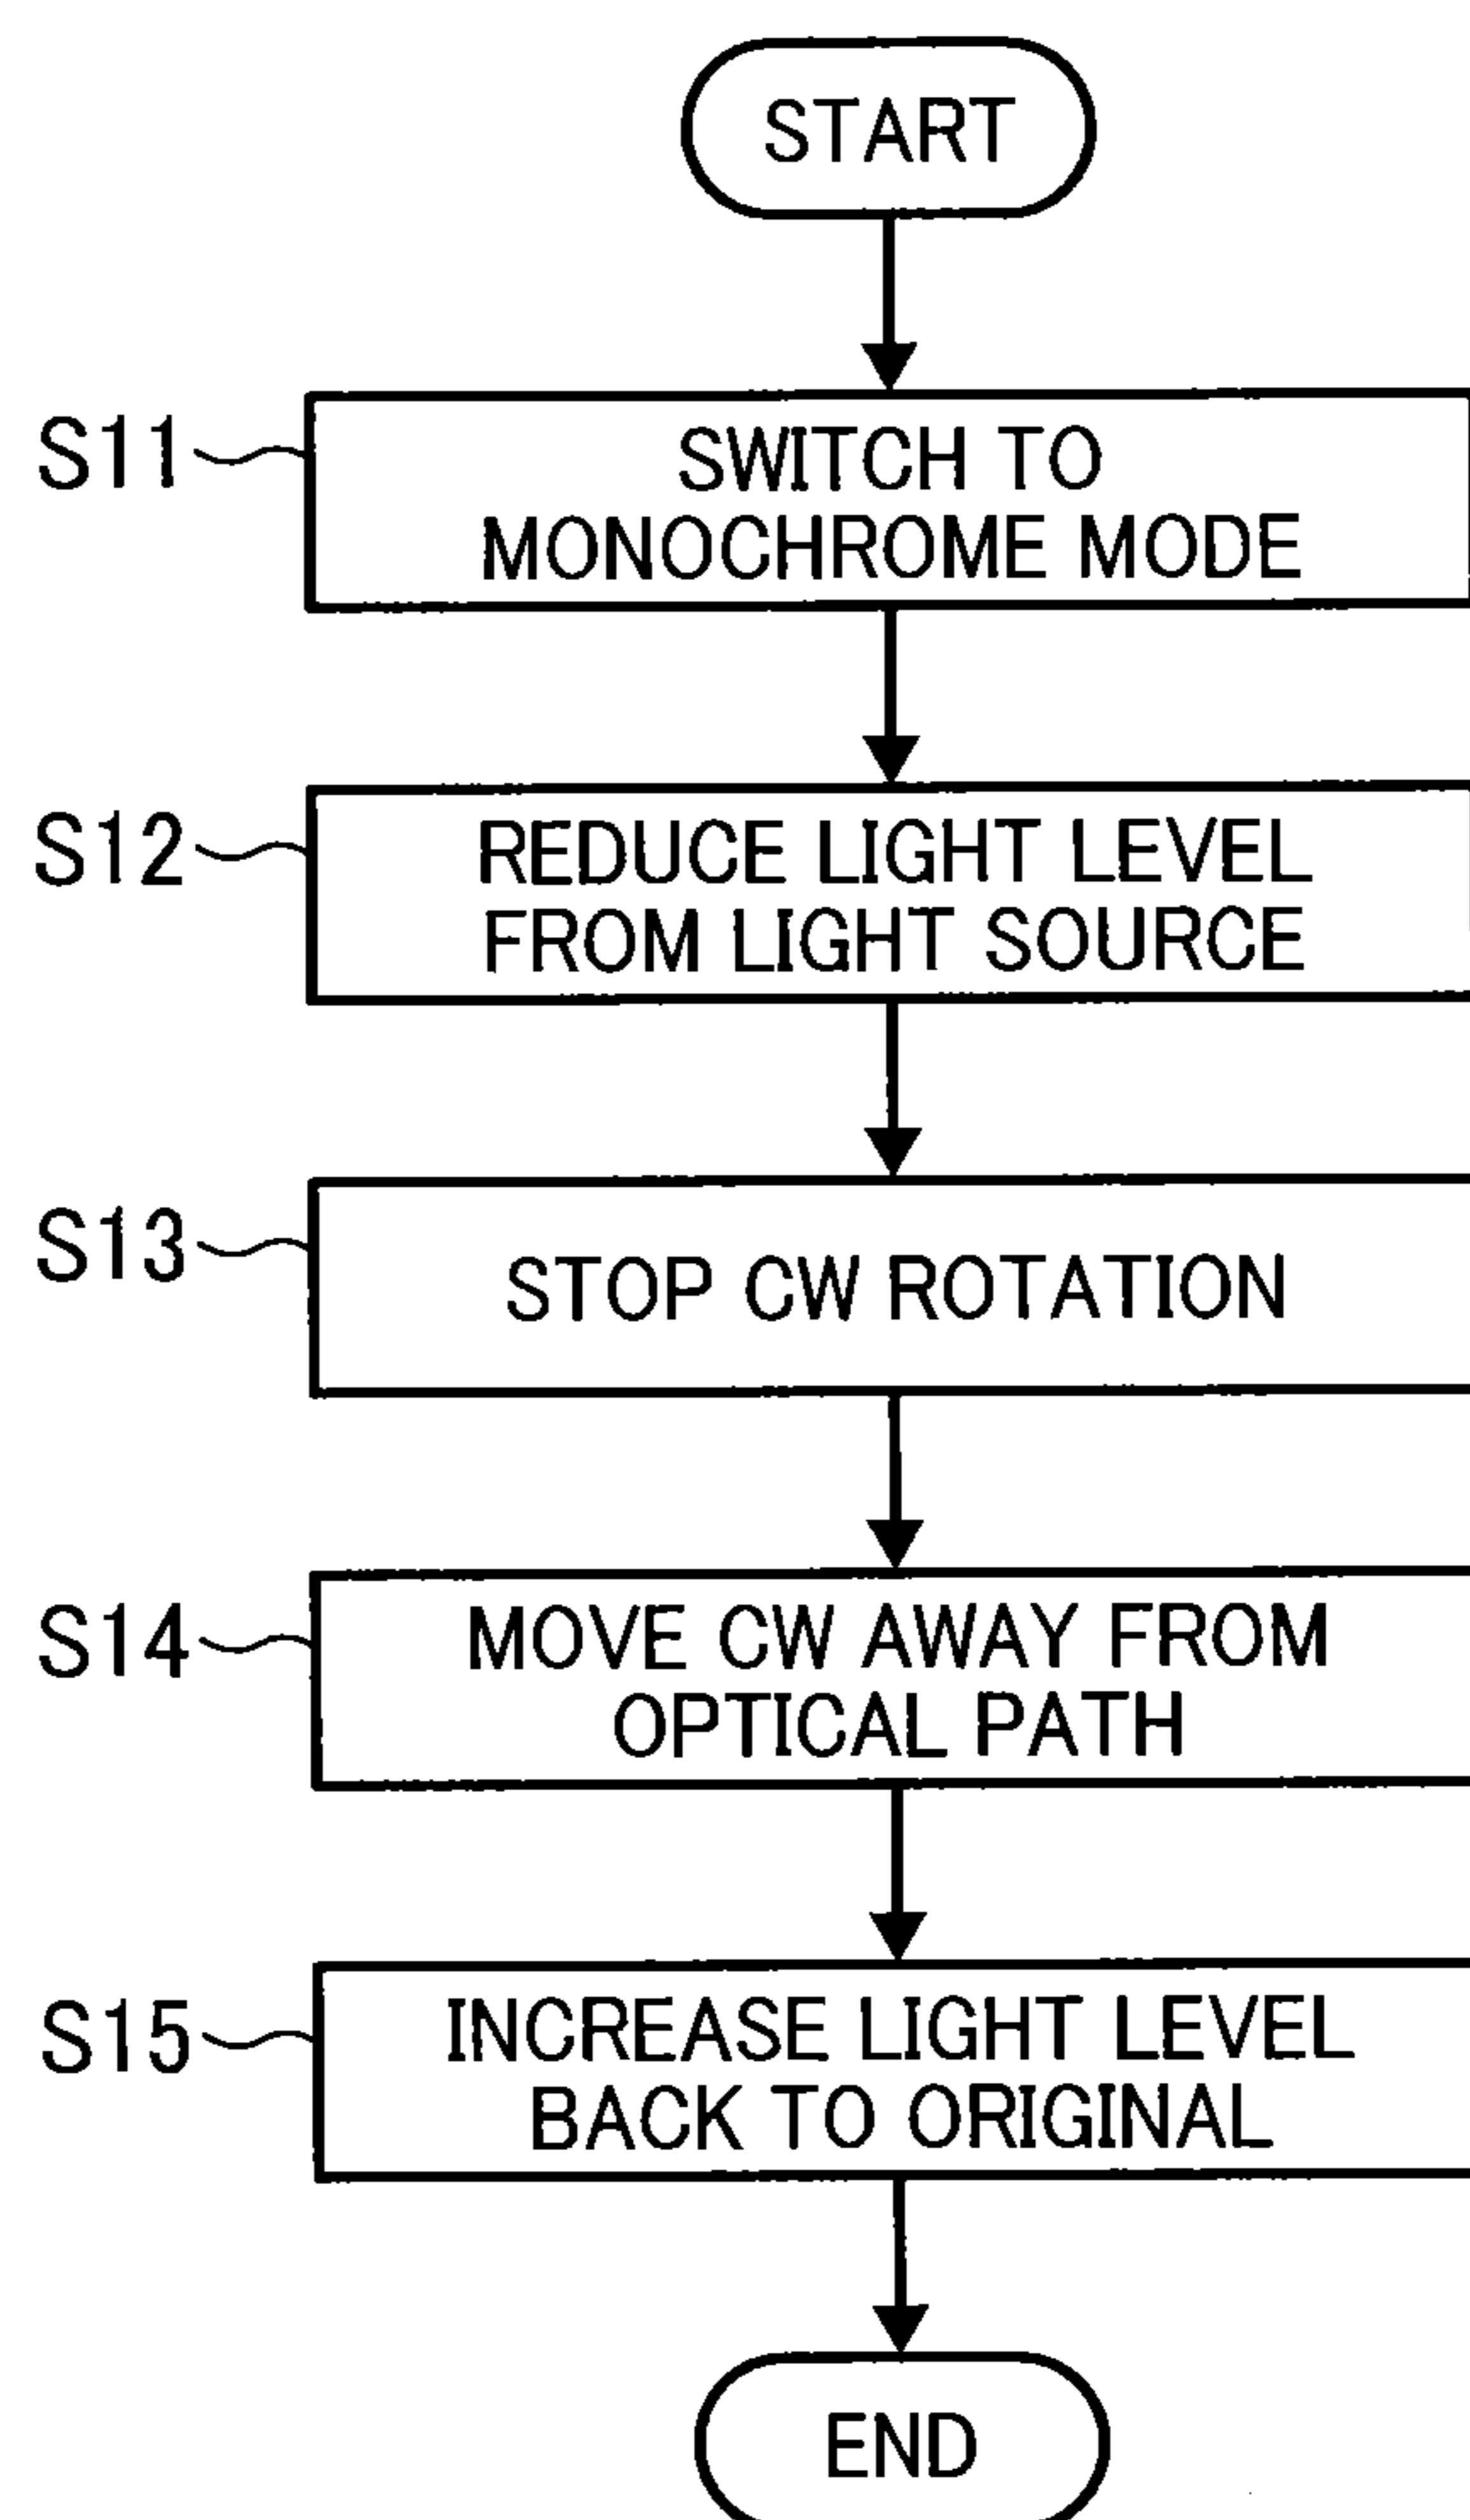 START
S11
SWITCH TO
MONOCHROME MODE
S12
REDUCE LIGHT LEVEL
FROM LIGHT SOURCE
S13
STOP CW ROTATION
S14
MOVE CW AWAY FROM
OPTICAL PATH
S15
INCREASE LIGHT LEVEL
BACK TO ORIGINAL
END